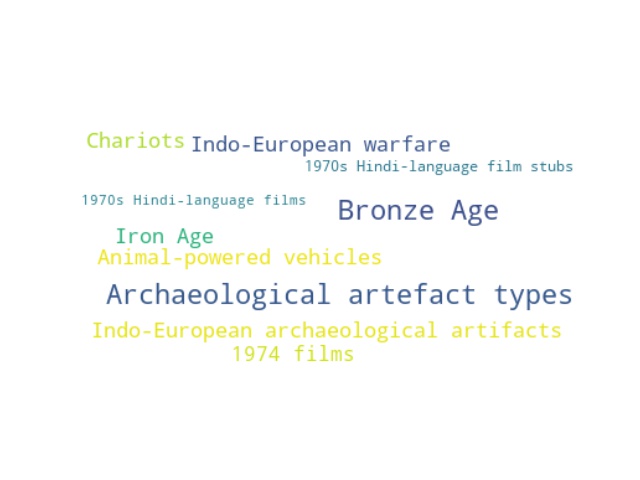 Chariots
Indo-European warfare
1970s Hindi-language film stubs
1970s Hindi-language films
Bronze Age
Iron Age
Animal-powered vehicles
Archaeological artefact types
Indo-European archaeological artifacts
1974 films